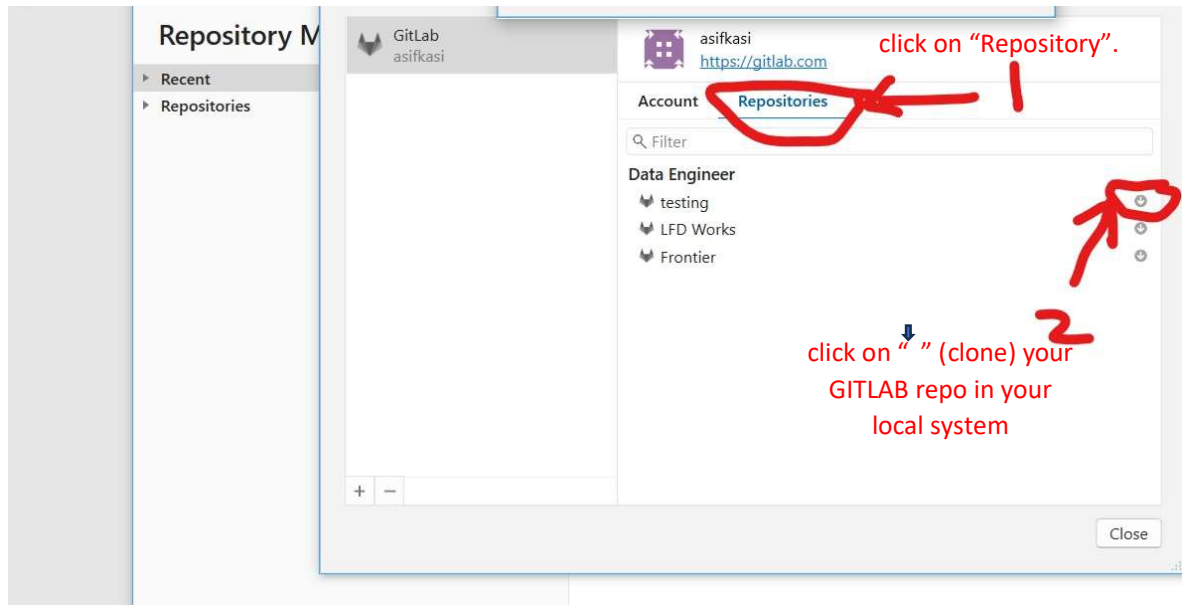 Repository M
Recent
Repositories
GitLab
asifkasi
asifkasi
https://gitlab.com
click on “Repository”.
1
Account Repositories
Filter
Data Engineer
testing
LFD Works
Frontier
2
click on “ ” (clone) your
GITLAB repo in your
local system
+ −
Close